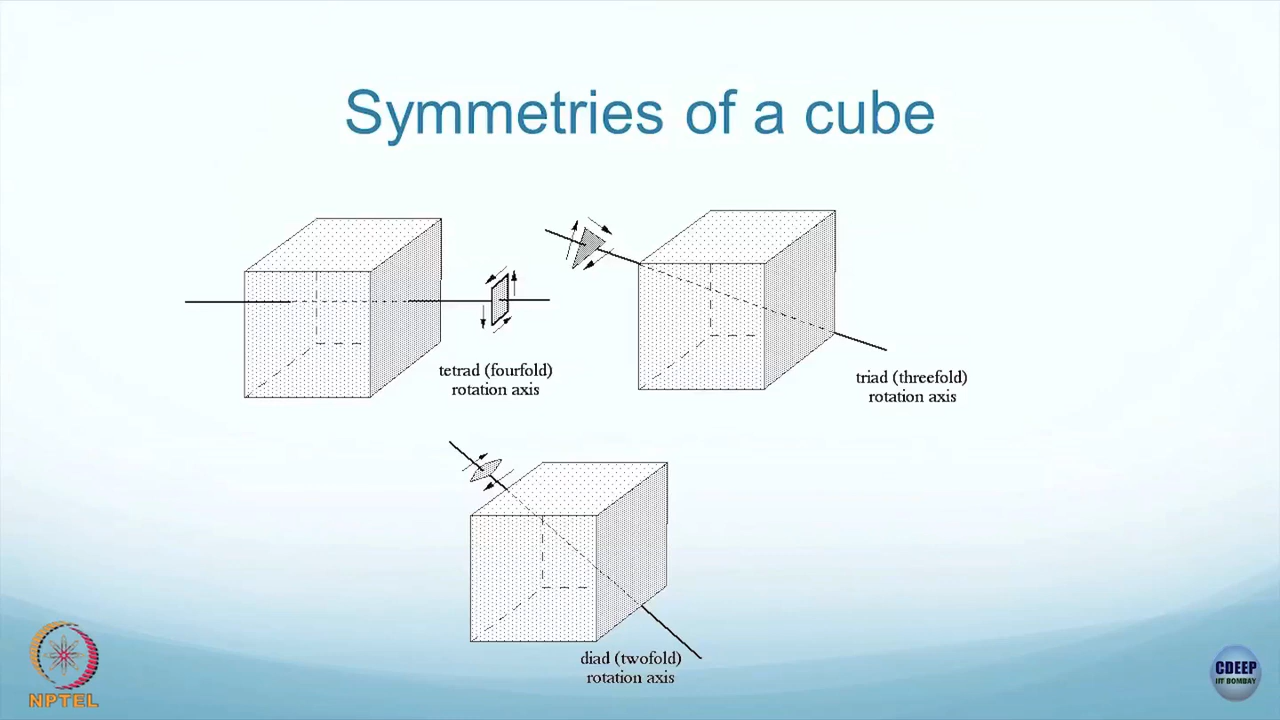 Symmetries of a cube
tetrad (fourfold)
rotation axis
triad (threefold)
rotation axis
diad (twofold)
rotation axis
NPTEL
CDEEP
IIT BOMBAY